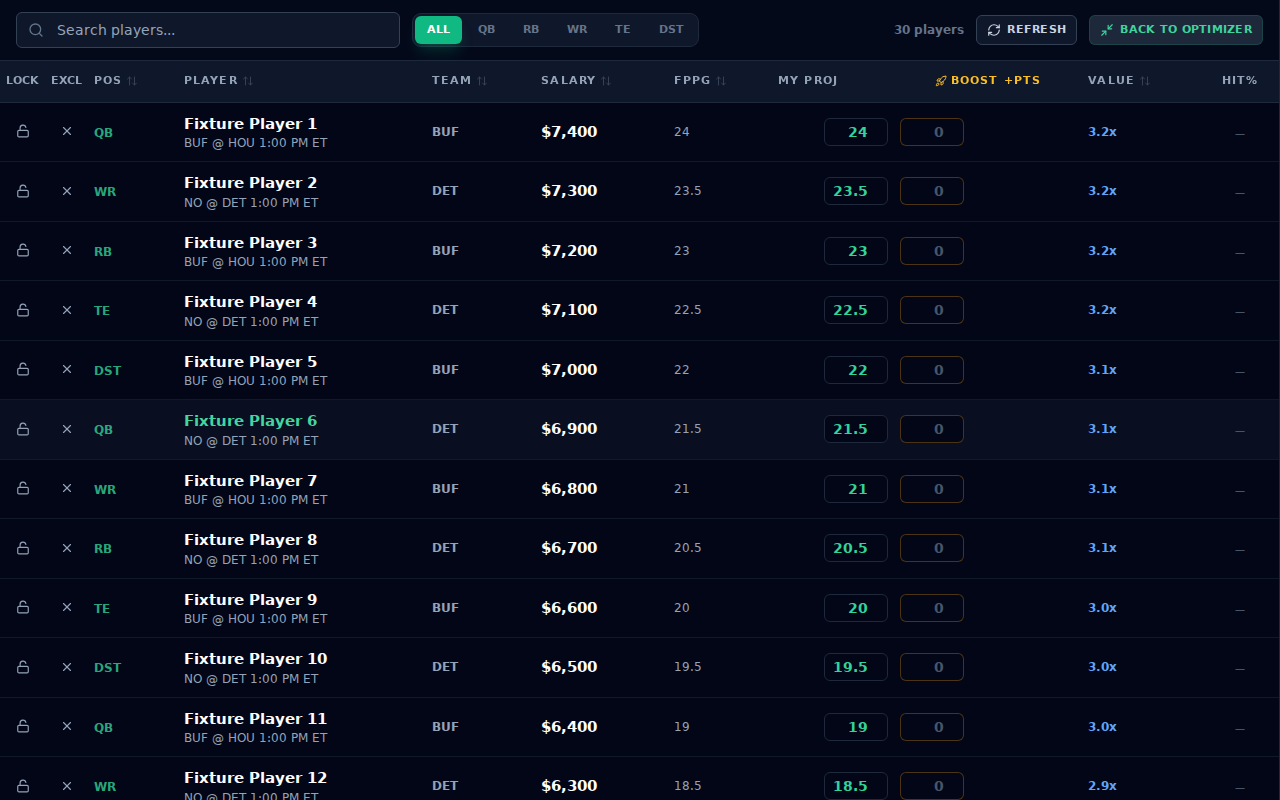 Search players... ALL QB RB WR TE DST 30 players REFRESH BACK TO OPTIMIZER
LOCK EXCL POS PLAYER TEAM SALARY FPPG MY PROJ BOOST +PTS VALUE HIT%
QB Fixture Player 1 BUF $7,400 24 24 0 3.2x —
BUF @ HOU 1:00 PM ET
WR Fixture Player 2 DET $7,300 23.5 23.5 0 3.2x —
NO @ DET 1:00 PM ET
RB Fixture Player 3 BUF $7,200 23 23 0 3.2x —
BUF @ HOU 1:00 PM ET
TE Fixture Player 4 DET $7,100 22.5 22.5 0 3.2x —
NO @ DET 1:00 PM ET
DST Fixture Player 5 BUF $7,000 22 22 0 3.1x —
BUF @ HOU 1:00 PM ET
QB Fixture Player 6 DET $6,900 21.5 21.5 0 3.1x —
NO @ DET 1:00 PM ET
WR Fixture Player 7 BUF $6,800 21 21 0 3.1x —
BUF @ HOU 1:00 PM ET
RB Fixture Player 8 DET $6,700 20.5 20.5 0 3.1x —
NO @ DET 1:00 PM ET
TE Fixture Player 9 BUF $6,600 20 20 0 3.0x —
BUF @ HOU 1:00 PM ET
DST Fixture Player 10 DET $6,500 19.5 19.5 0 3.0x —
NO @ DET 1:00 PM ET
QB Fixture Player 11 BUF $6,400 19 19 0 3.0x —
BUF @ HOU 1:00 PM ET
WR Fixture Player 12 DET $6,300 18.5 18.5 0 2.9x —
NO @ DET 1:00 PM ET